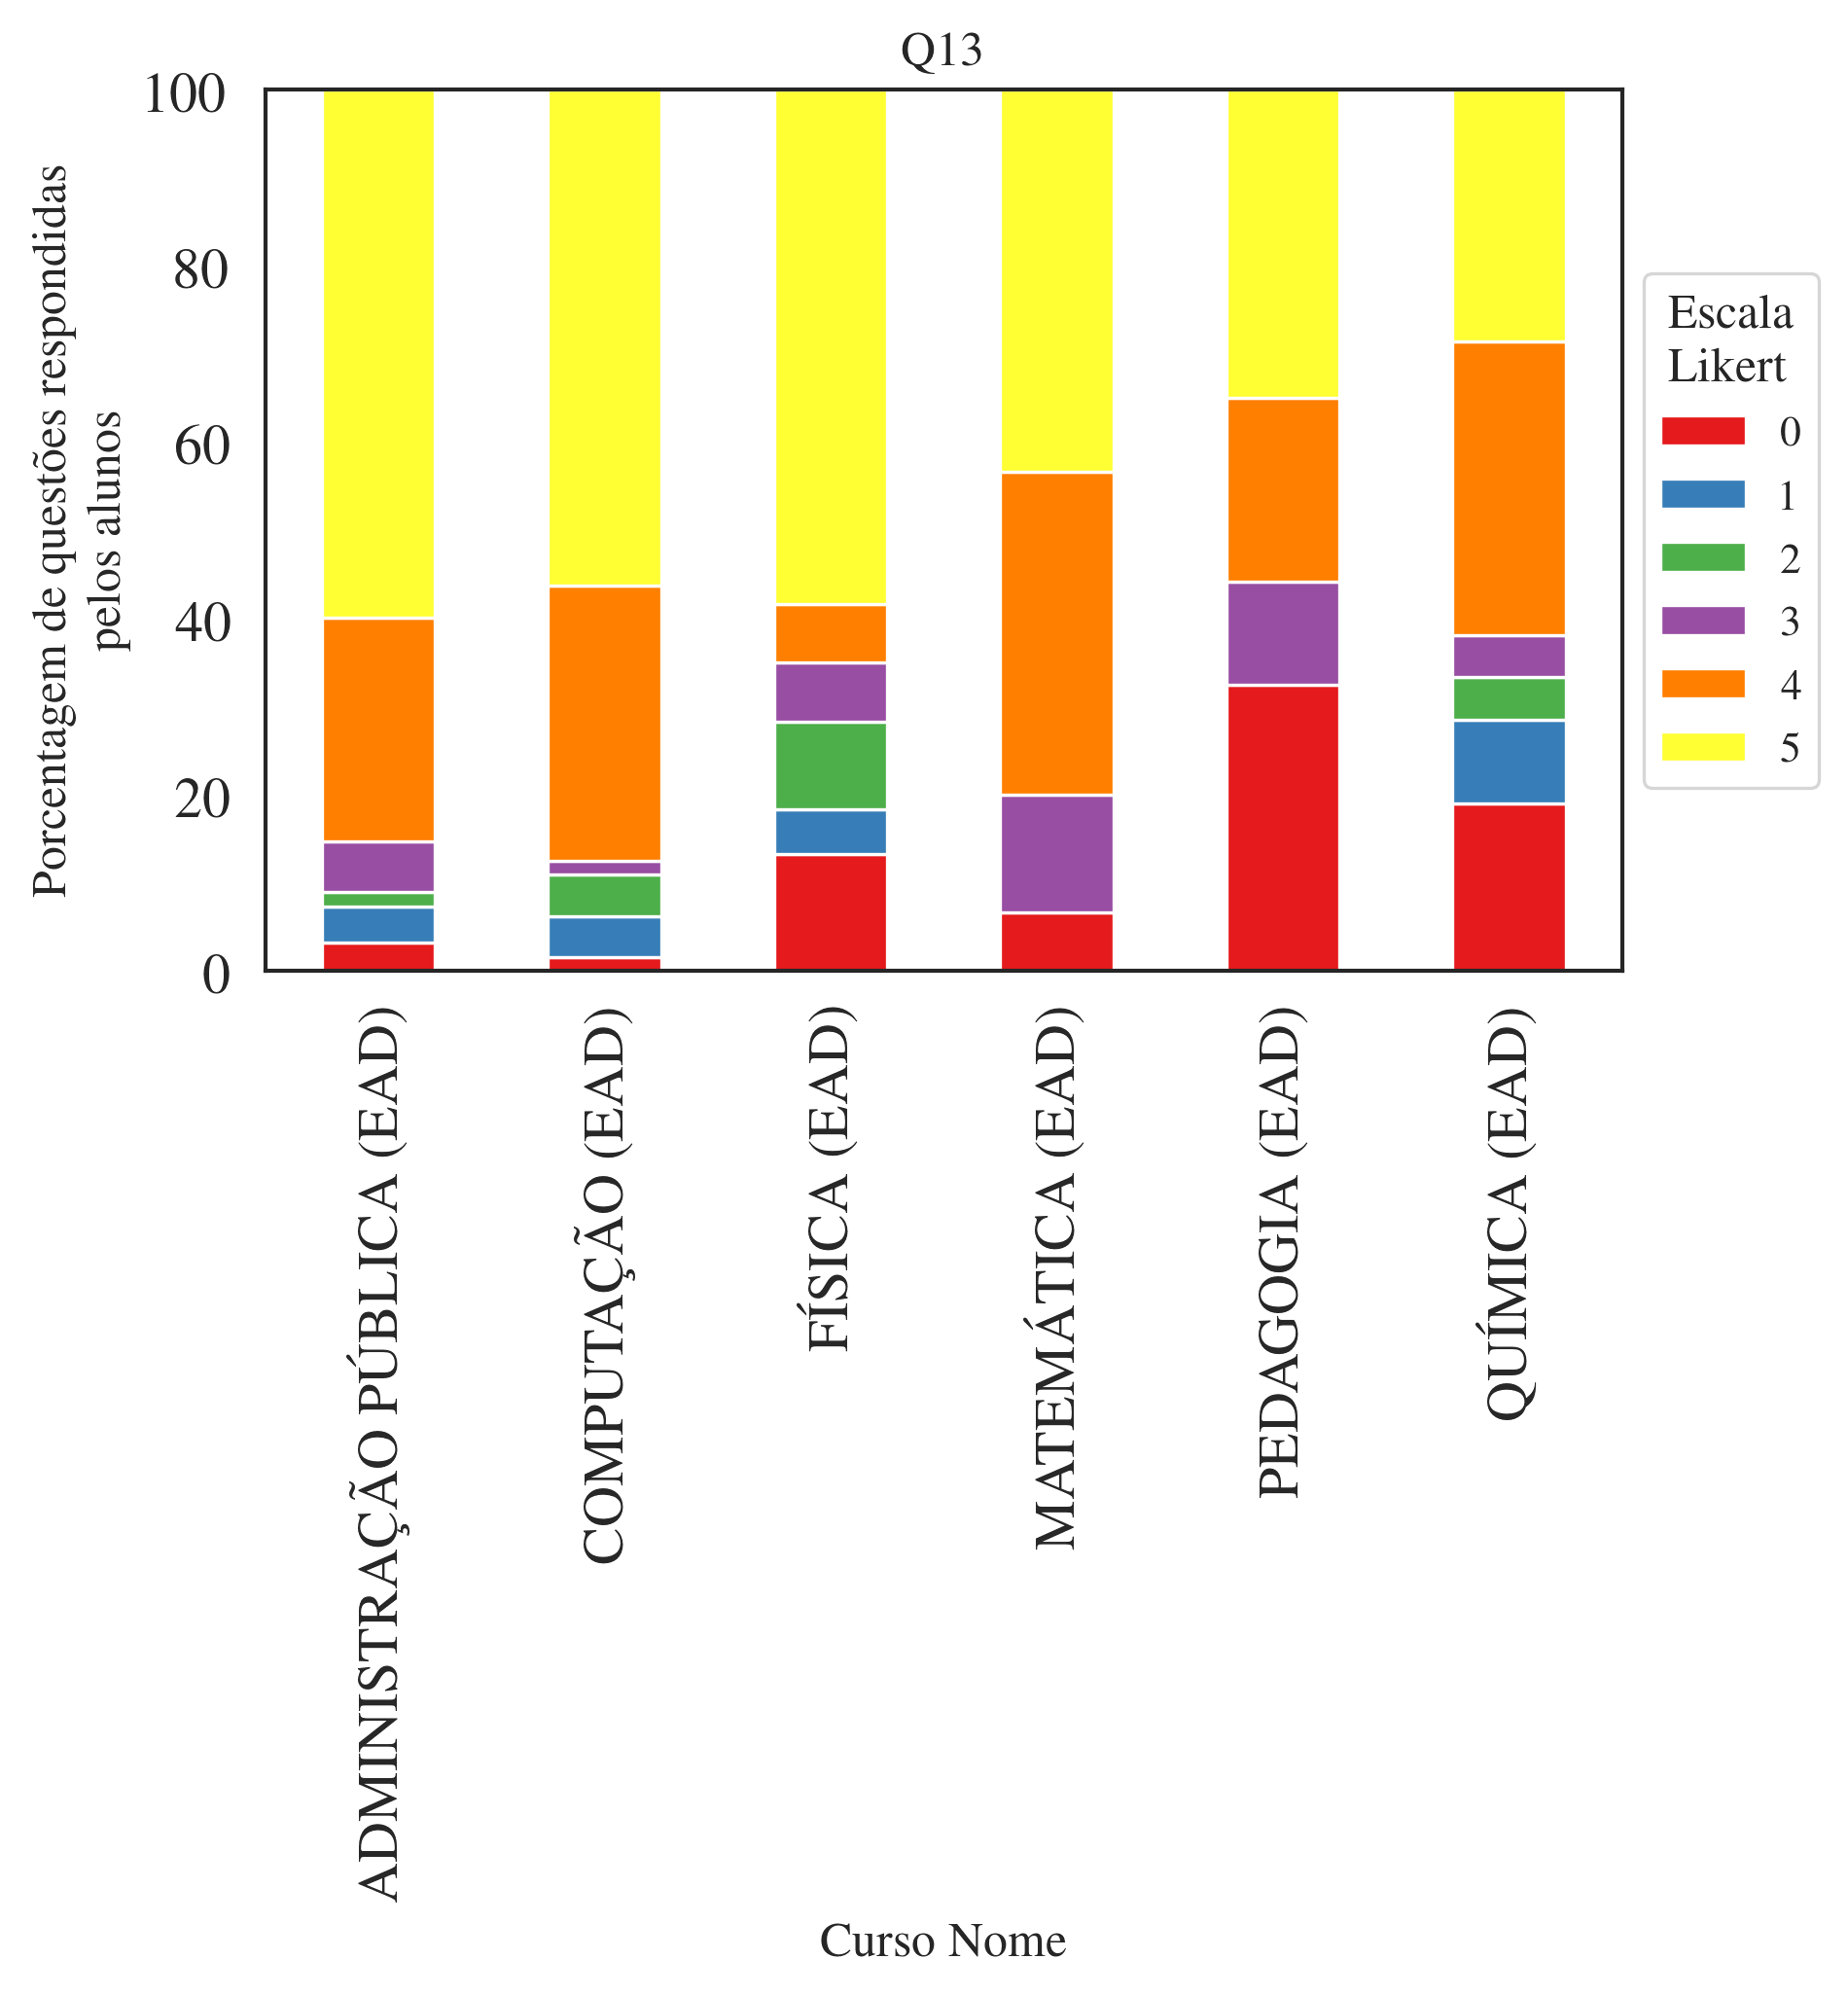 Q13
Porcentagem de questões respondidas
pelos alunos
100
80
60
40
20
0
Escala
Likert
0
1
2
3
4
5
ADMINISTRAÇÃO PÚBLICA (EAD)
COMPUTAÇÃO (EAD)
FÍSICA (EAD)
MATEMÁTICA (EAD)
PEDAGOGIA (EAD)
QUÍMICA (EAD)
Curso Nome